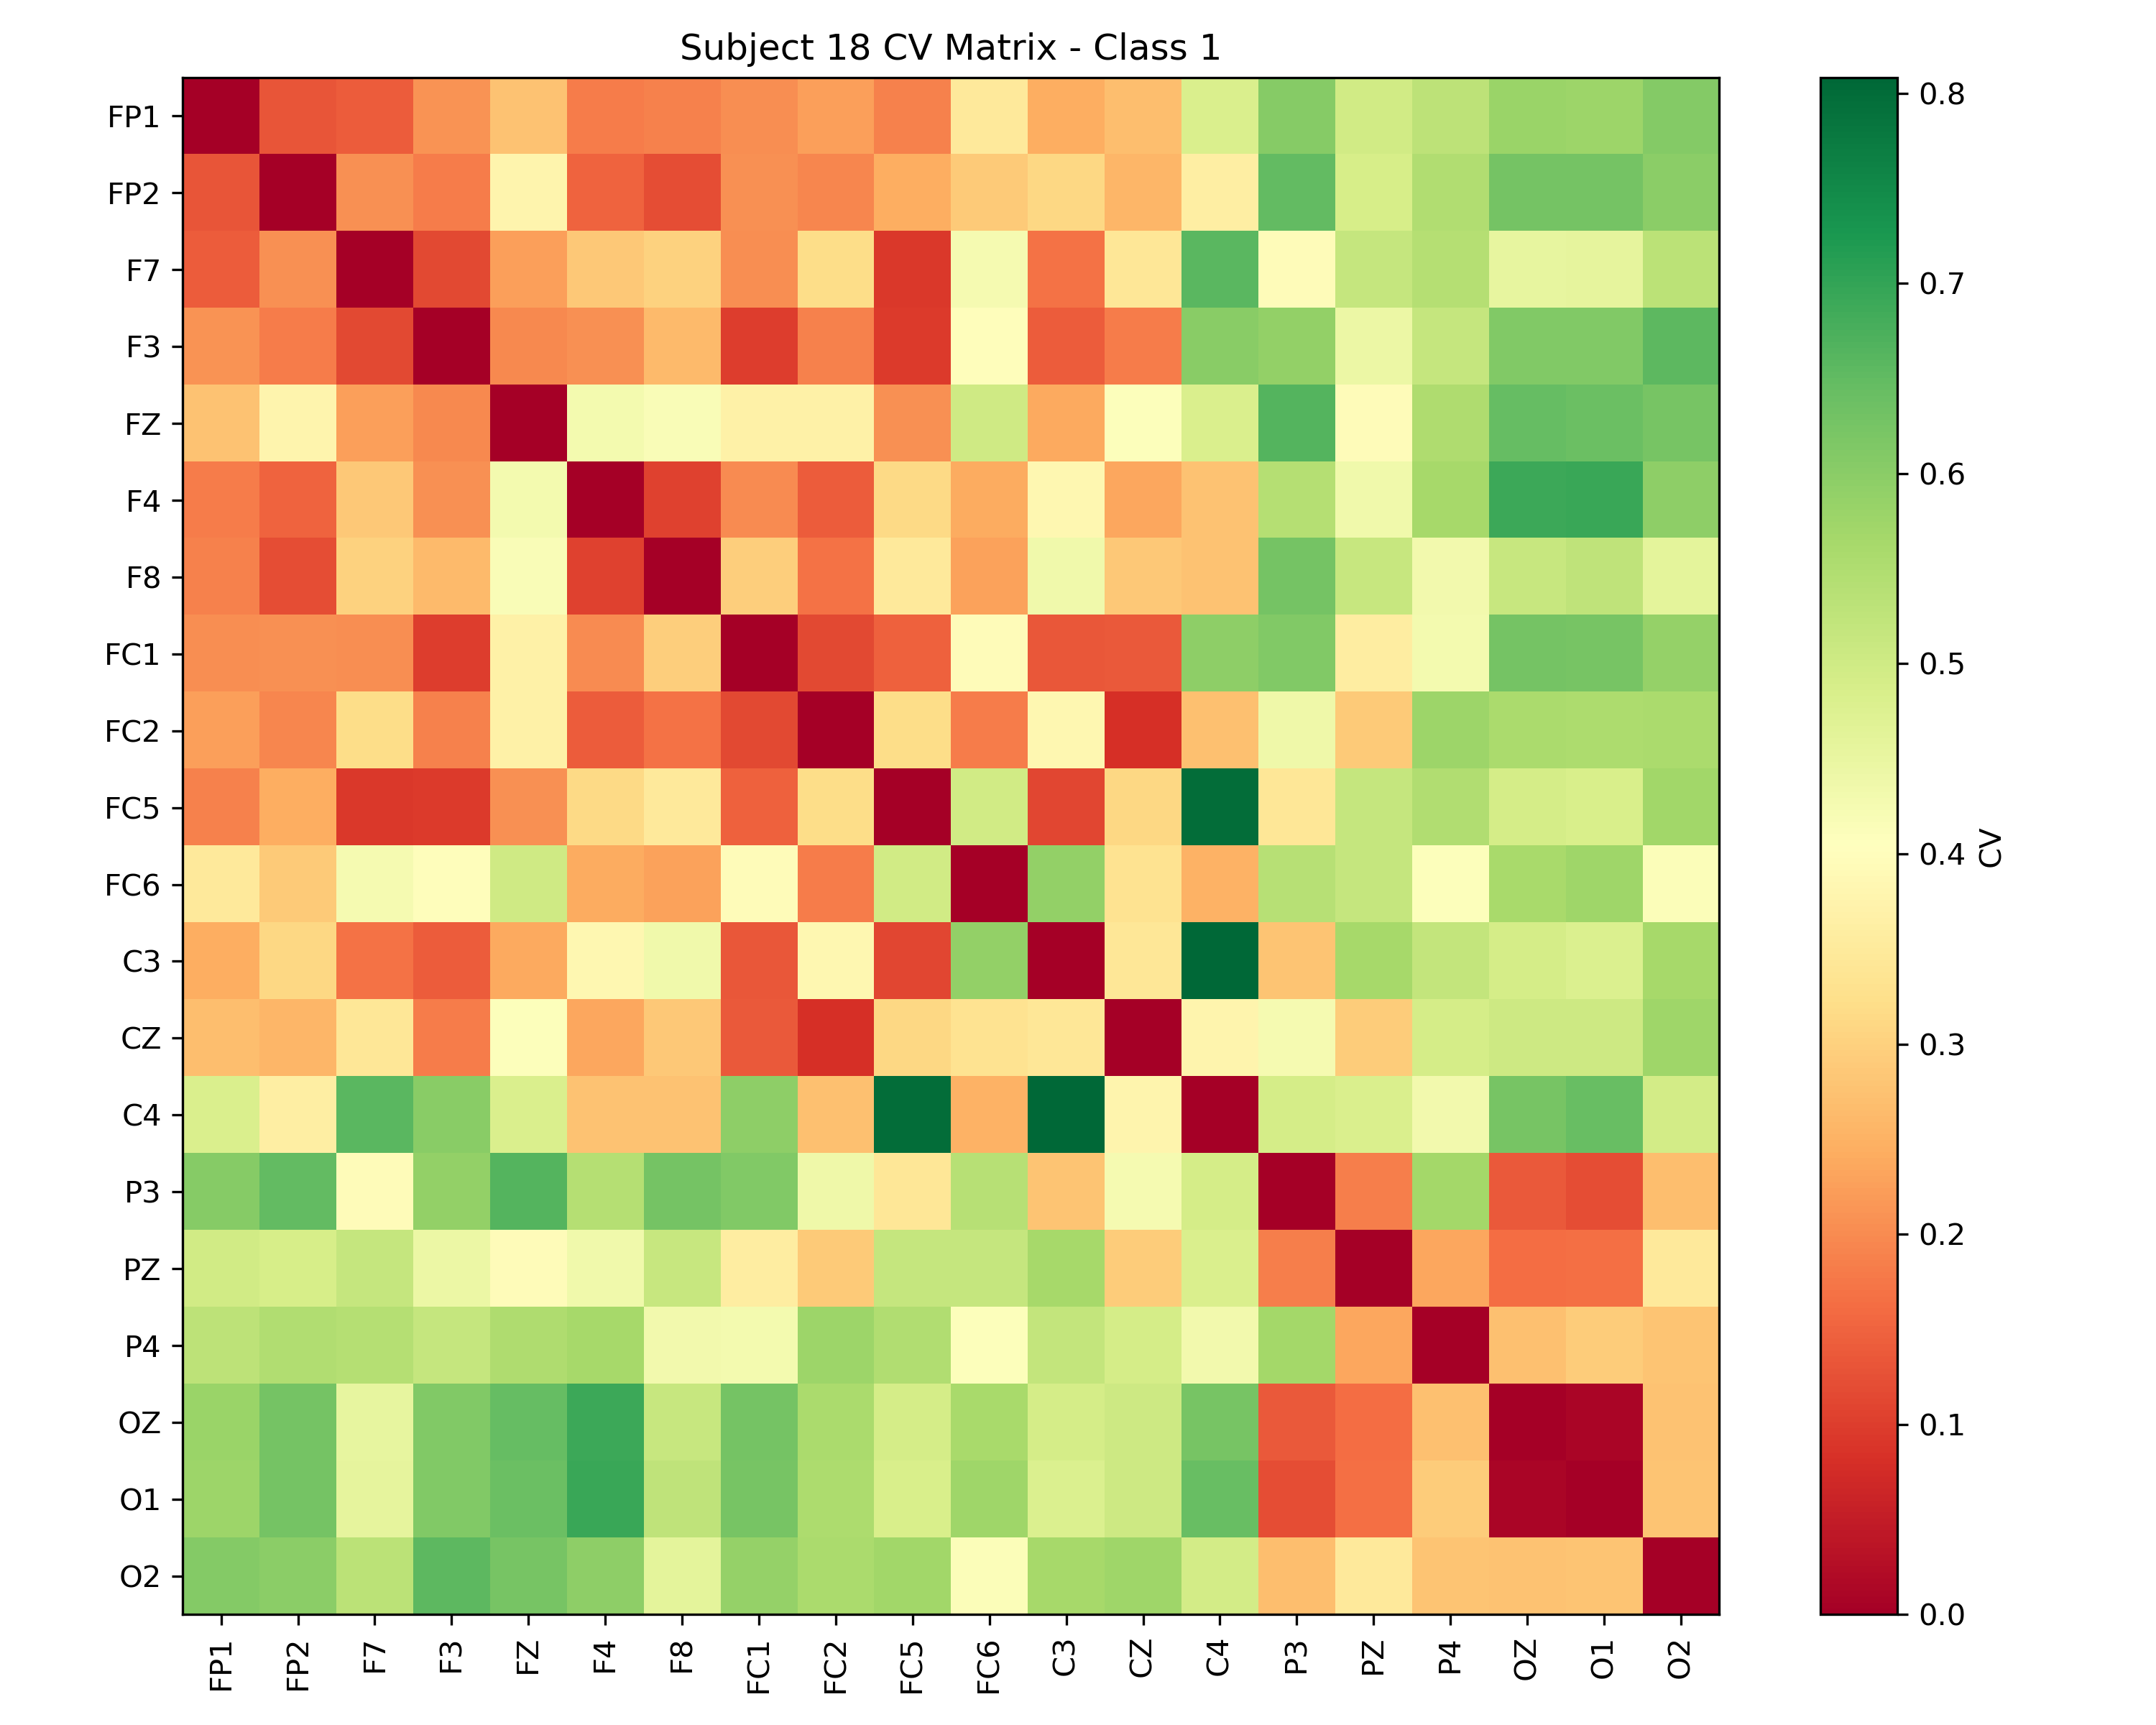 Subject 18 CV Matrix - Class 1
FP1
FP2
F7
F3
FZ
F4
F8
FC1
FC2
FC5
FC6
C3
CZ
C4
P3
PZ
P4
OZ
O1
O2
FP1 FP2 F7 F3 FZ F4 F8 FC1 FC2 FC5 FC6 C3 CZ C4 P3 PZ P4 OZ O1 O2
0.8
0.7
0.6
0.5
0.4
0.3
0.2
0.1
0.0
CV